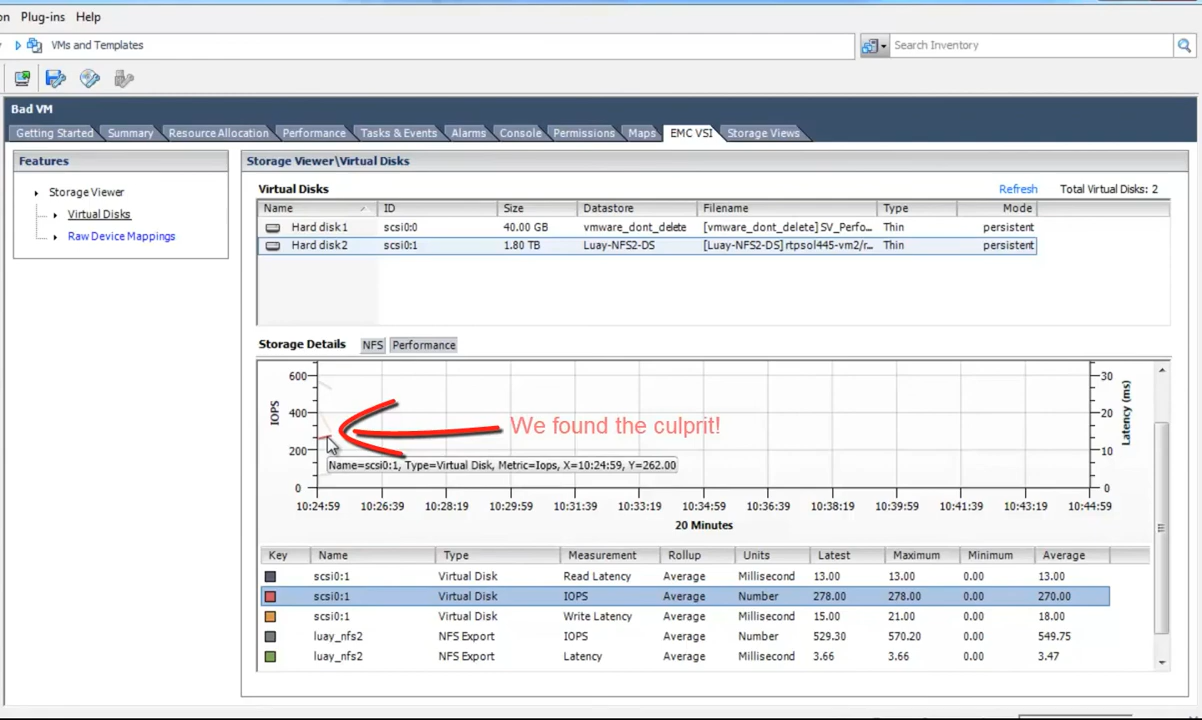 on Plug-ins Help
VMs and Templates
Search Inventory
Bad VM
Getting Started Summary Resource Allocation Performance Tasks & Events Alarms Console Permissions Maps EMC VSI Storage Views
Features
Storage Viewer
Virtual Disks
Raw Device Mappings
Storage Viewer\Virtual Disks
Virtual Disks Refresh Total Virtual Disks: 2
Name ID Size Datastore Filename Type Mode
Hard disk1 scsi0:0 40.00 GB vmware_dont_delete [vmware_dont_delete] SV_Perfo... Thin persistent
Hard disk2 scsi0:1 1.80 TB Luay-NFS2-DS [Luay-NFS2-DS] rtpsol445-vm2/r... Thin persistent
Storage Details NFS Performance
600 30
IOPS 400 20 Latency (ms)
We found the culprit!
200 10
Name=scsi0:1, Type=Virtual Disk, Metric=Iops, X=10:24:59, Y=262.00
0 0
10:24:59 10:26:39 10:28:19 10:29:59 10:31:39 10:33:19 10:34:59 10:36:39 10:38:19 10:39:59 10:41:39 10:43:19 10:44:59
20 Minutes
Key Name Type Measurement Rollup Units Latest Maximum Minimum Average
scsi0:1 Virtual Disk Read Latency Average Millisecond 13.00 13.00 0.00 13.00
scsi0:1 Virtual Disk IOPS Average Number 278.00 278.00 0.00 270.00
scsi0:1 Virtual Disk Write Latency Average Millisecond 15.00 21.00 0.00 18.00
luay_nfs2 NFS Export IOPS Average Number 529.30 570.20 0.00 549.75
luay_nfs2 NFS Export Latency Average Millisecond 3.66 3.66 0.00 3.47